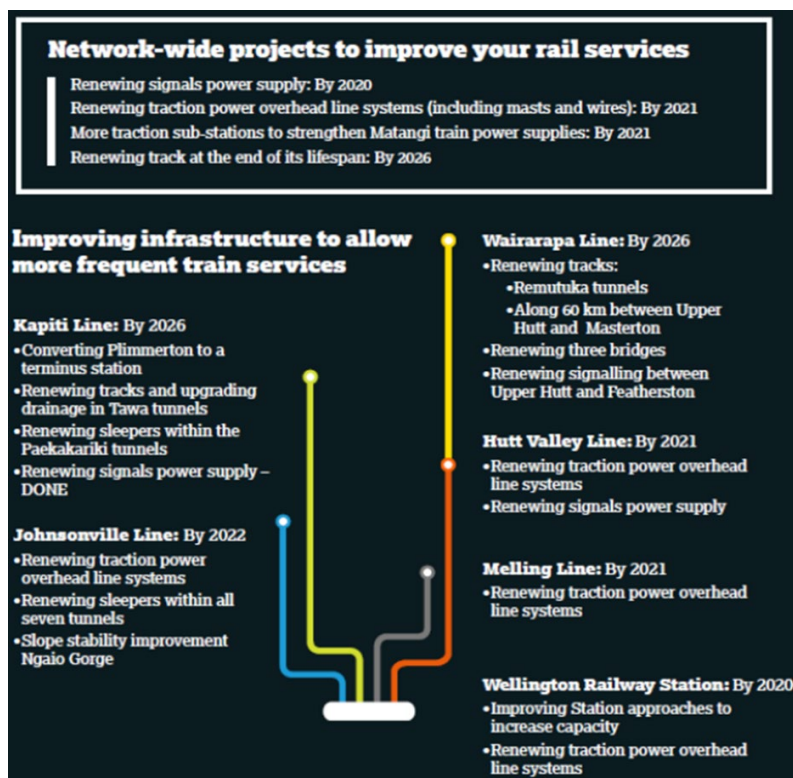 Network-wide projects to improve your rail services
Renewing signals power supply: By 2020
Renewing traction power overhead line systems (including masts and wires): By 2021
More traction sub-stations to strengthen Matangi train power supplies: By 2021
Renewing track at the end of its lifespan: By 2026
Improving infrastructure to allow
more frequent train services
Kapiti Line: By 2026
•Converting Plimmerton to a
terminus station
•Renewing tracks and upgrading
drainage in Tawa tunnels
•Renewing sleepers within the
Paekakariki tunnels
•Renewing signals power supply –
DONE
Johnsonville Line: By 2022
•Renewing traction power
overhead line systems
•Renewing sleepers within all
seven tunnels
•Slope stability improvement
Ngaio Gorge
Wairarapa Line: By 2026
•Renewing tracks:
•Remutuka tunnels
•Along 60 km between Upper
Hutt and Masterton
•Renewing three bridges
•Renewing signalling between
Upper Hutt and Featherston
Hutt Valley Line: By 2021
•Renewing traction power overhead
line systems
•Renewing signals power supply
Melling Line: By 2021
•Renewing traction power overhead
line systems
Wellington Railway Station: By 2020
•Improving Station approaches to
increase capacity
•Renewing traction power overhead
line systems